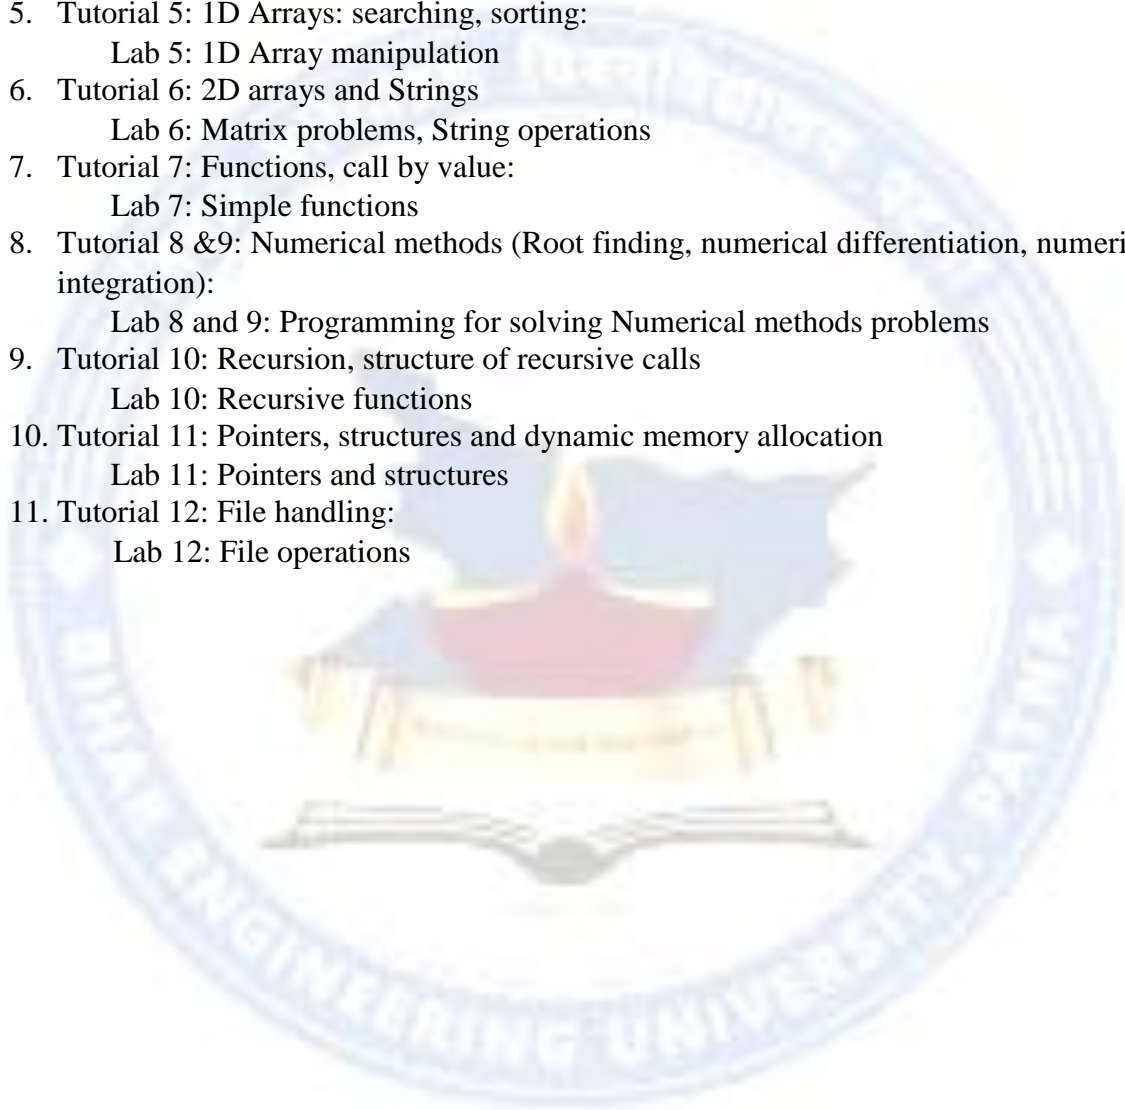 5. Tutorial 5: 1D Arrays: searching, sorting:
Lab 5: 1D Array manipulation
6. Tutorial 6: 2D arrays and Strings
Lab 6: Matrix problems, String operations
7. Tutorial 7: Functions, call by value:
Lab 7: Simple functions
8. Tutorial 8 &9: Numerical methods (Root finding, numerical differentiation, numeri
integration):
Lab 8 and 9: Programming for solving Numerical methods problems
9. Tutorial 10: Recursion, structure of recursive calls
Lab 10: Recursive functions
10. Tutorial 11: Pointers, structures and dynamic memory allocation
Lab 11: Pointers and structures
11. Tutorial 12: File handling:
Lab 12: File operations
BIHAR ENGINEERING UNIVERSITY, PATNA